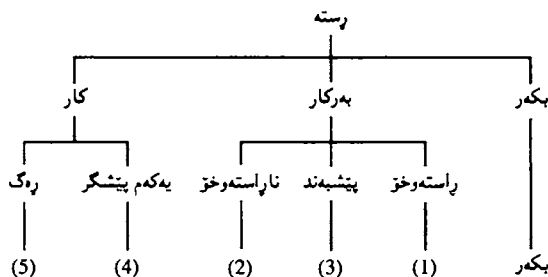 ڕستە
بکەر بەرکار کار
ڕاستەوخۆ پێشبەند ناڕاستەوخۆ یەکەم پێشگر ڕەگ
بکەر (1) (3) (2) (4) (5)